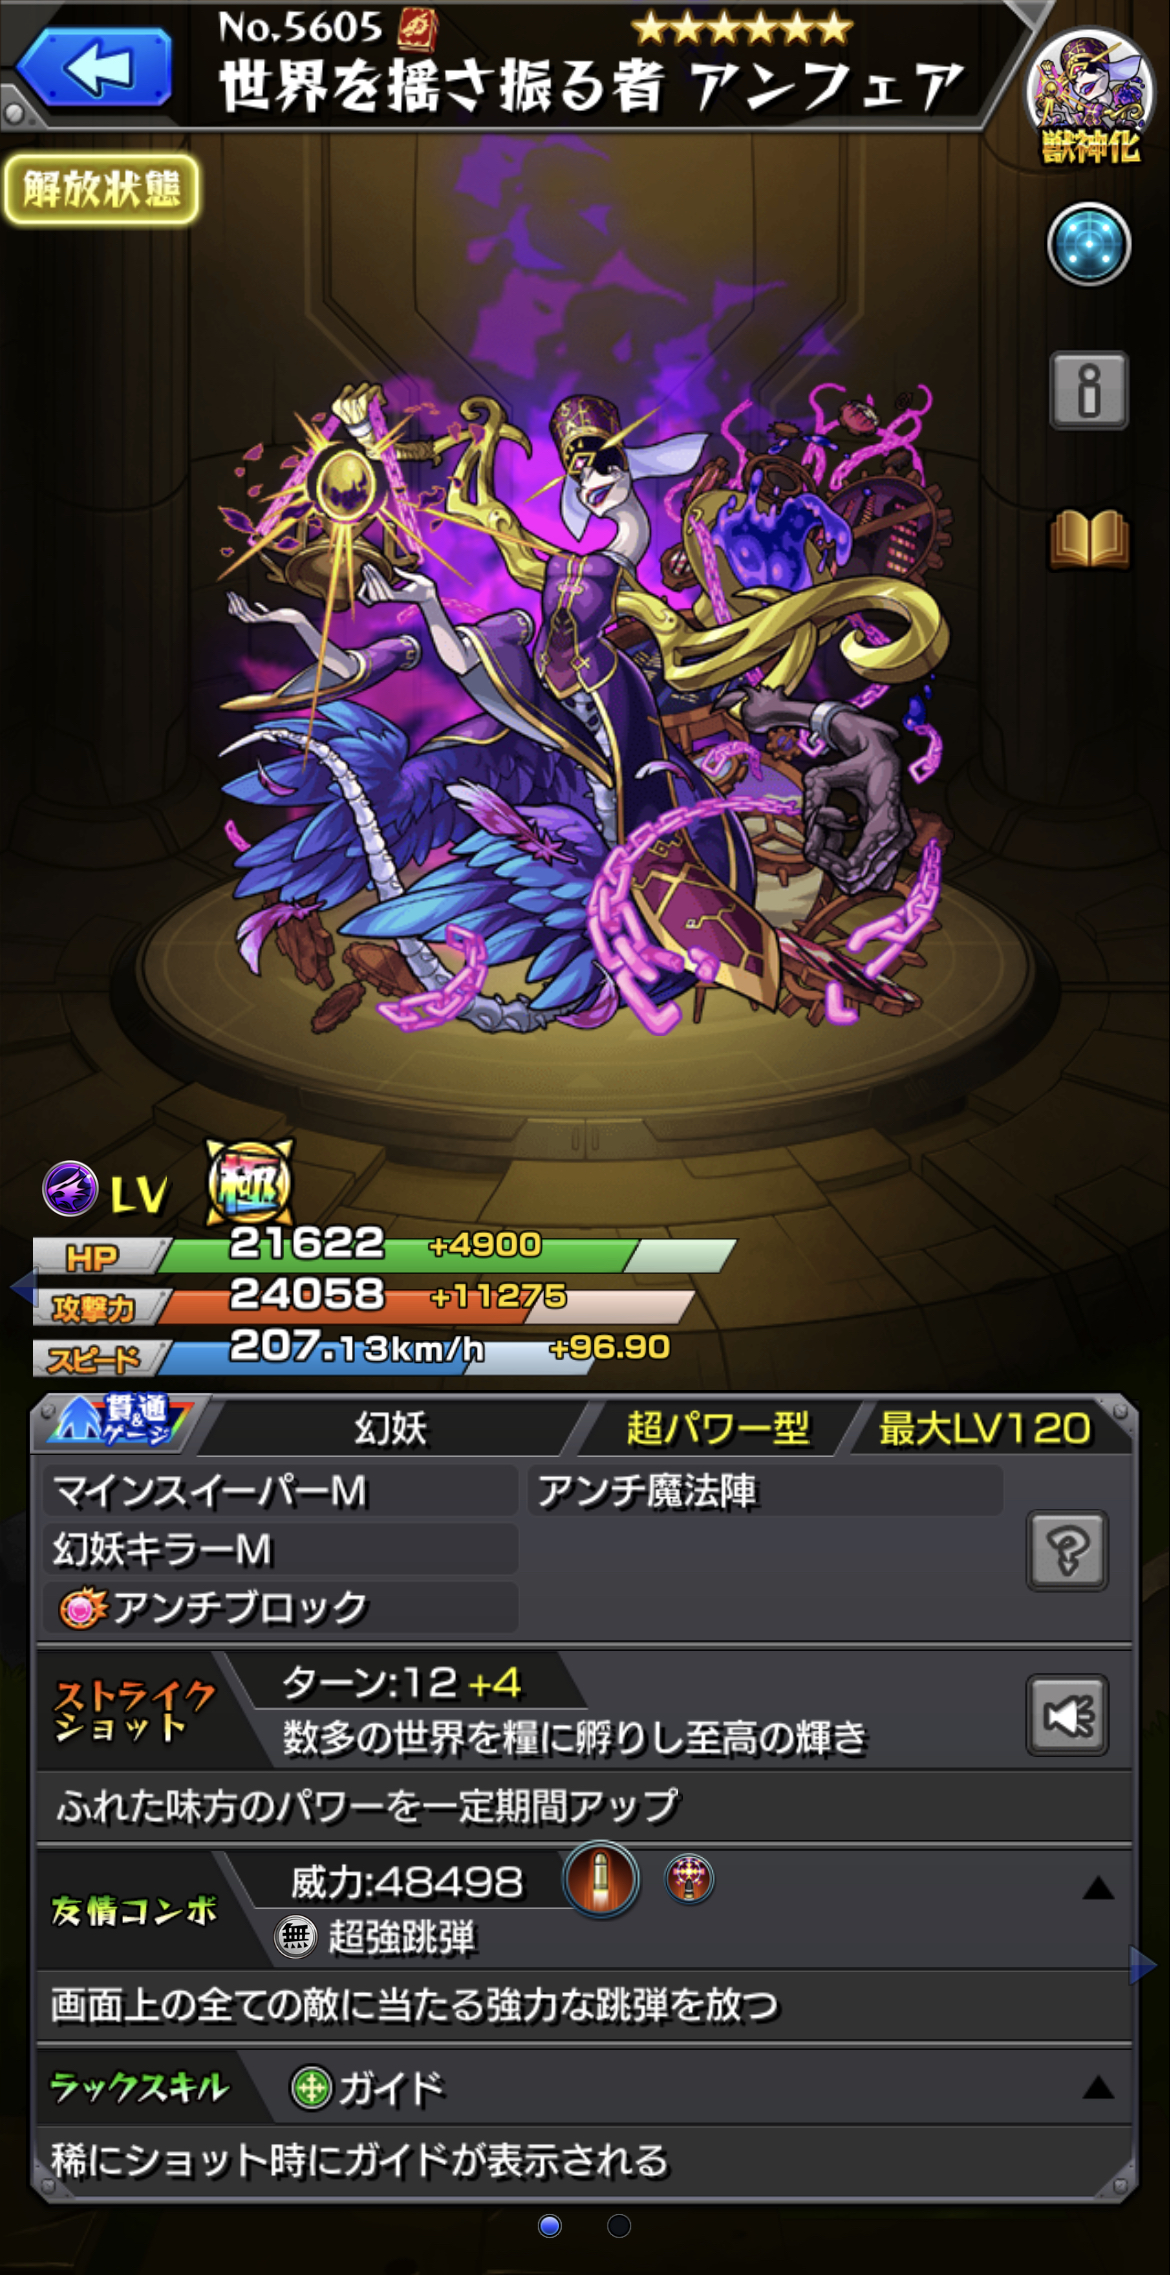 No.5605
世界を揺さ振る者 アンフェア
獣神化
解放状態
LV 極
HP 21622 +4900
攻撃力 24058 +11275
スピード 207.13km/h +96.90
貫通&ゲージ 幻妖 超パワー型 最大LV120
マインスイーパーM アンチ魔法陣
幻妖キラーM
アンチブロック
ストライクショット ターン:12 +4
数多の世界を糧に孵りし至高の輝き
ふれた味方のパワーを一定期間アップ
友情コンボ 威力:48498
無 超強跳弾
画面上の全ての敵に当たる強力な跳弾を放つ
ラックスキル ガイド
稀にショット時にガイドが表示される